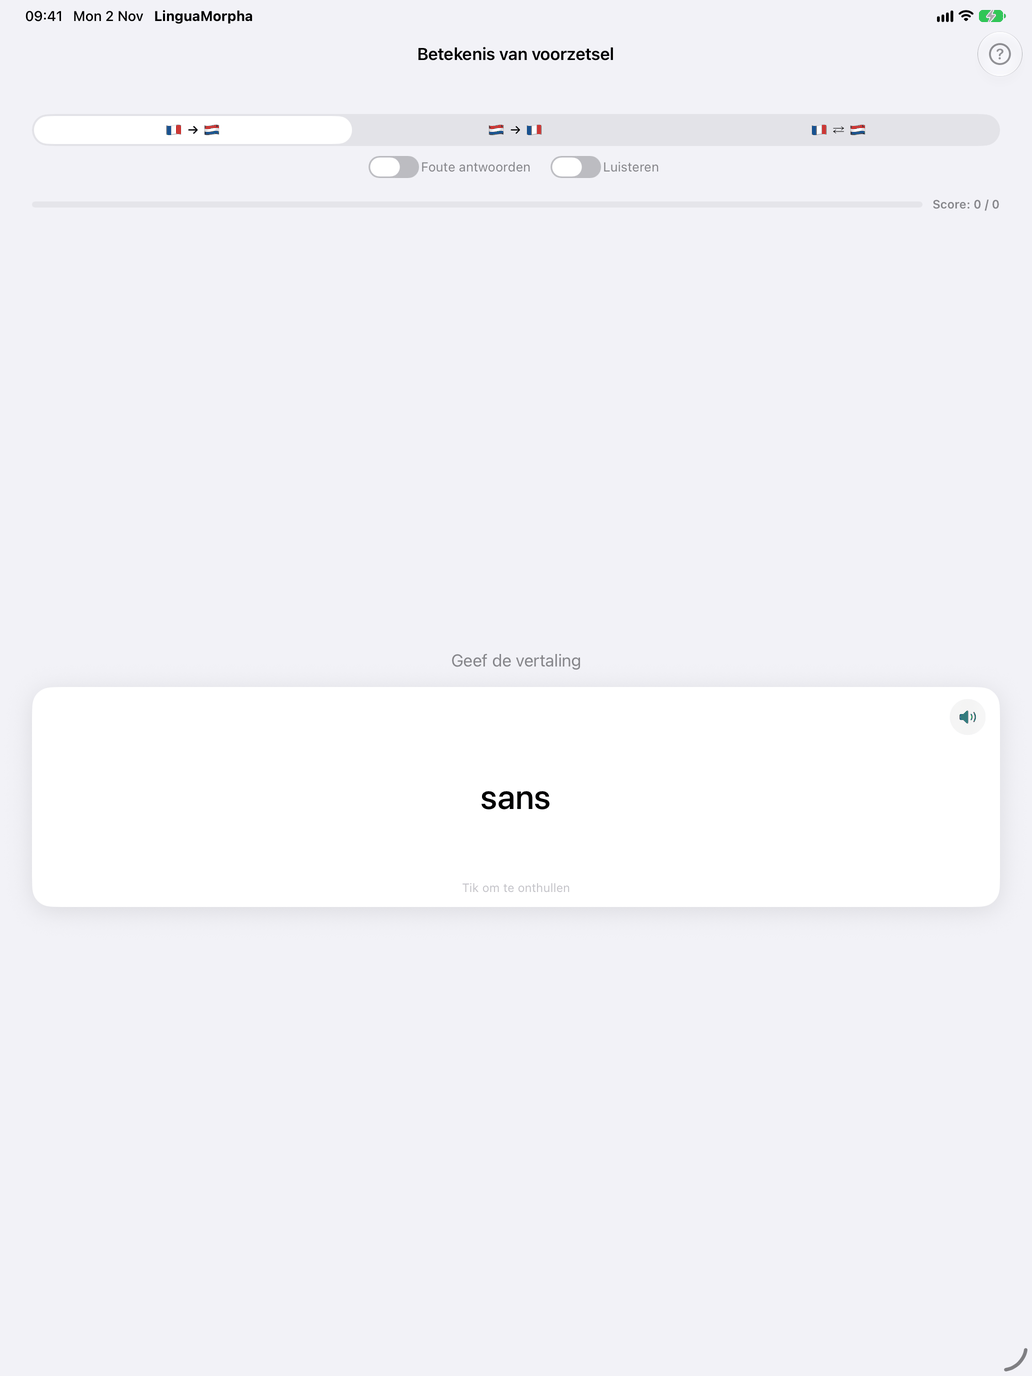 09:41 Mon 2 Nov LinguaMorpha
Betekenis van voorzetsel
?
🇫🇷 → 🇳🇱
🇳🇱 → 🇫🇷
🇫🇷 ⇄ 🇳🇱
Foute antwoorden
Luisteren
Score: 0 / 0
Geef de vertaling
sans
Tik om te onthullen